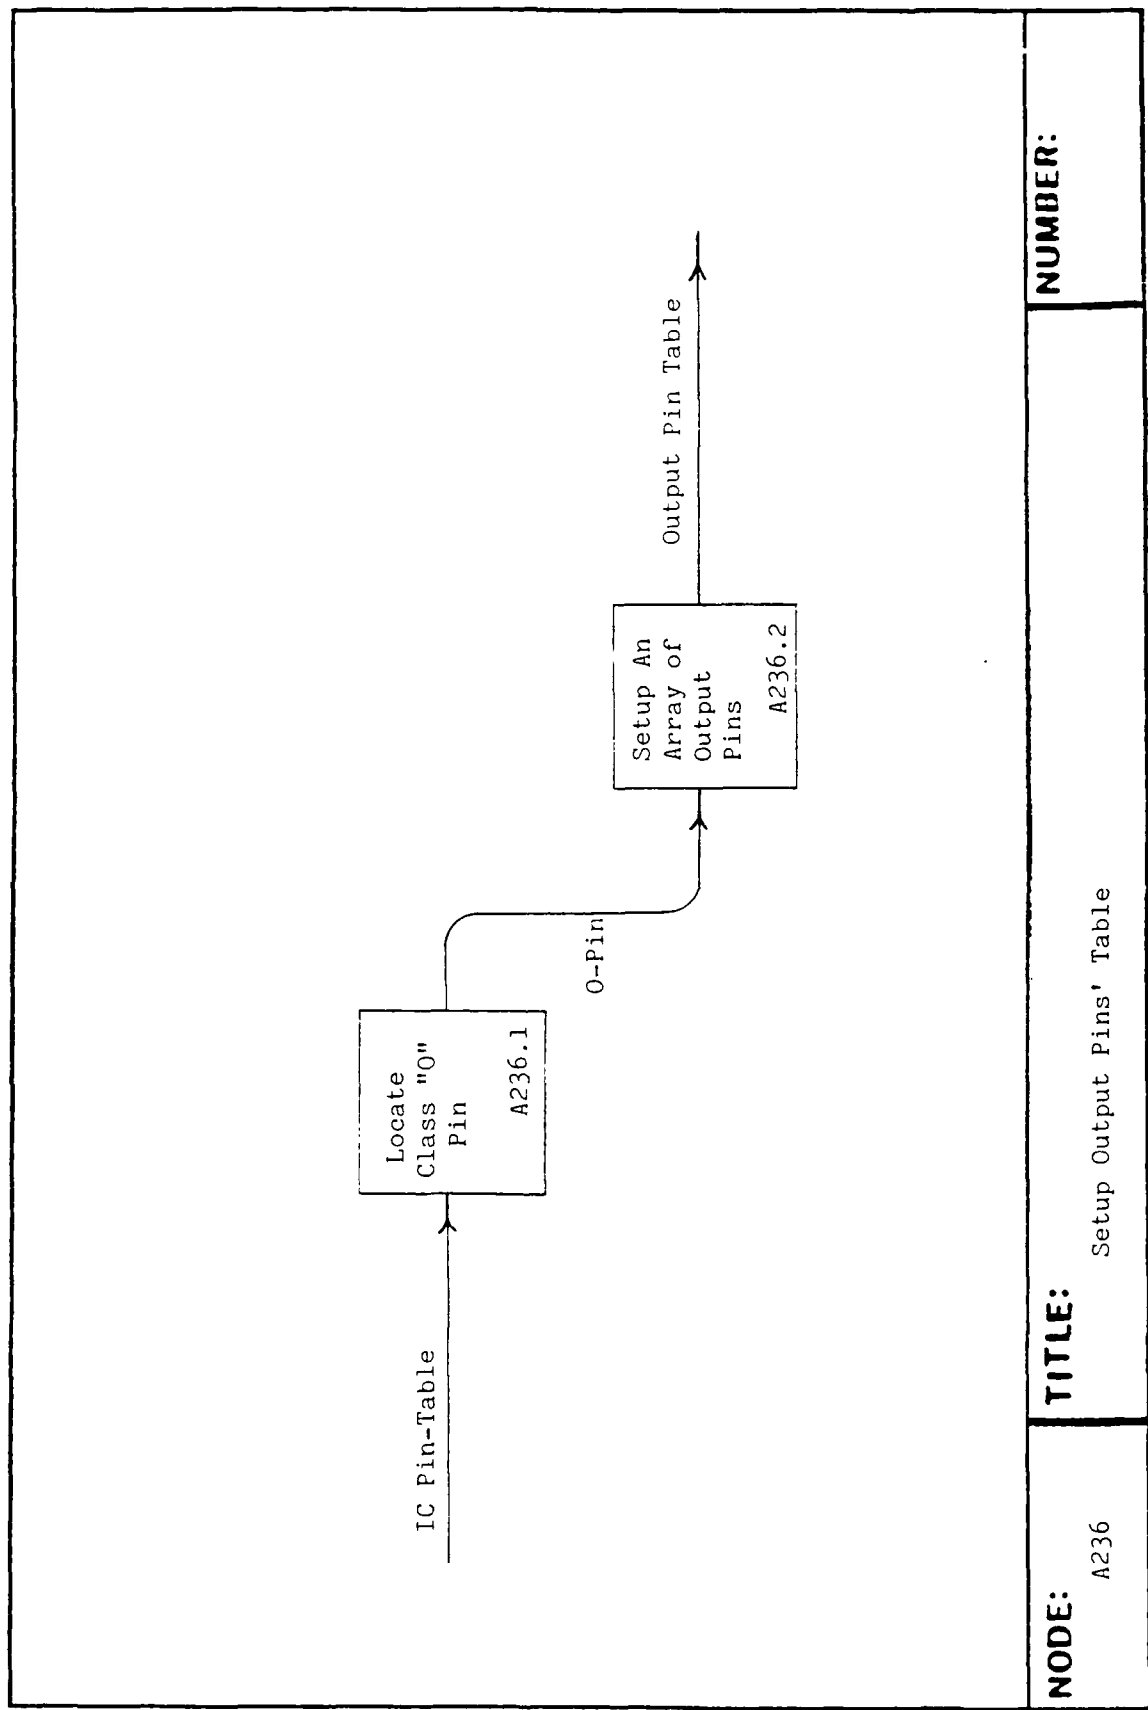 IC Pin-Table
Locate
Class "O"
Pin
A236.1
O-Pin
Setup An
Array of
Output
Pins
A236.2
Output Pin Table
NODE:
A236
TITLE:
Setup Output Pins' Table
NUMBER: